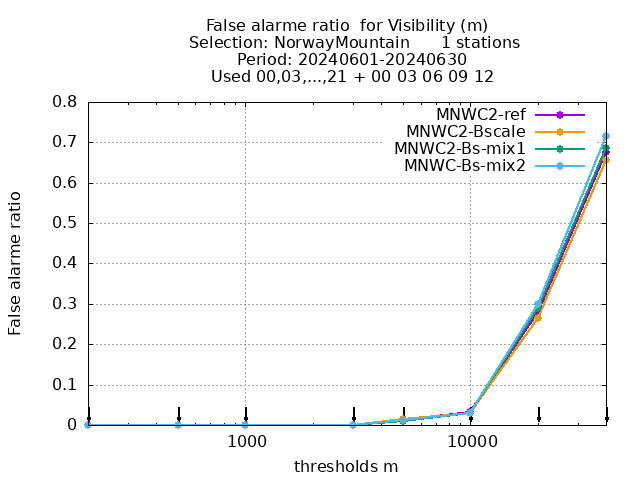 False alarme ratio  for Visibility (m)
Selection: NorwayMountain      1 stations
Period: 20240601-20240630
Used 00,03,...,21 + 00 03 06 09 12
MNWC2-ref
MNWC2-Bscale
MNWC2-Bs-mix1
MNWC-Bs-mix2
False alarme ratio
0.8
0.7
0.6
0.5
0.4
0.3
0.2
0.1
0
1000
10000
thresholds m